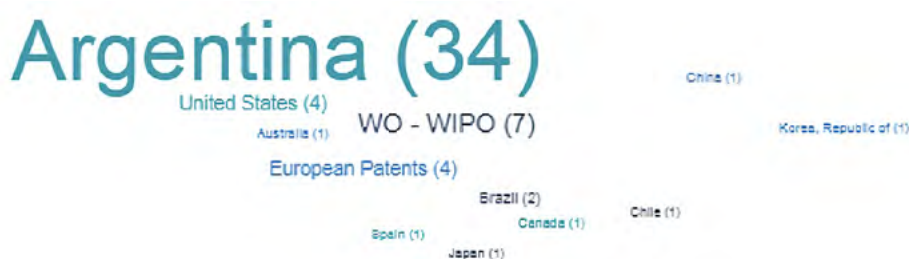 Argentina (34)
China (1)
United States (4)
WO - WIPO (7)
Australia (1)
Korea, Republic of (1)
European Patents (4)
Brazil (2)
Chile (1)
Canada (1)
Spain (1)
Japan (1)